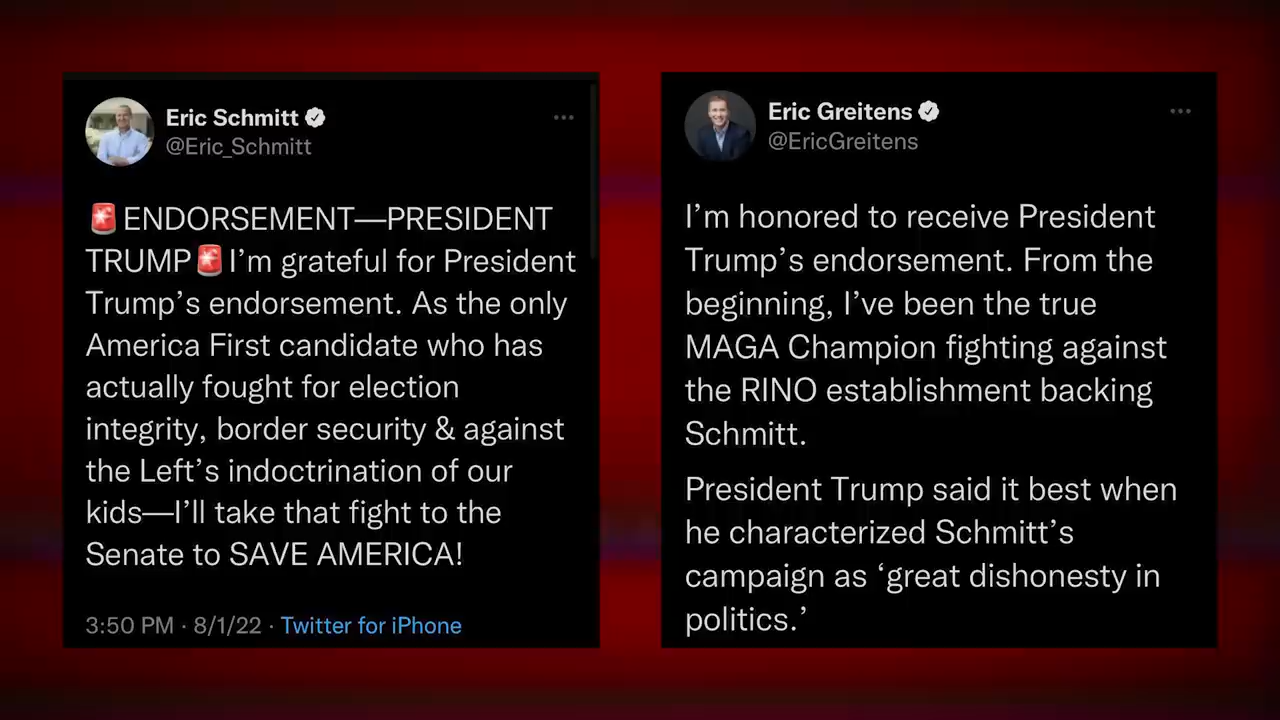 Eric Schmitt
@Eric_Schmitt
🚨ENDORSEMENT—PRESIDENT
TRUMP🚨I’m grateful for President
Trump’s endorsement. As the only
America First candidate who has
actually fought for election
integrity, border security & against
the Left’s indoctrination of our
kids—I’ll take that fight to the
Senate to SAVE AMERICA!
3:50 PM · 8/1/22 · Twitter for iPhone
Eric Greitens
@EricGreitens
I’m honored to receive President
Trump’s endorsement. From the
beginning, I’ve been the true
MAGA Champion fighting against
the RINO establishment backing
Schmitt.
President Trump said it best when
he characterized Schmitt’s
campaign as ‘great dishonesty in
politics.’